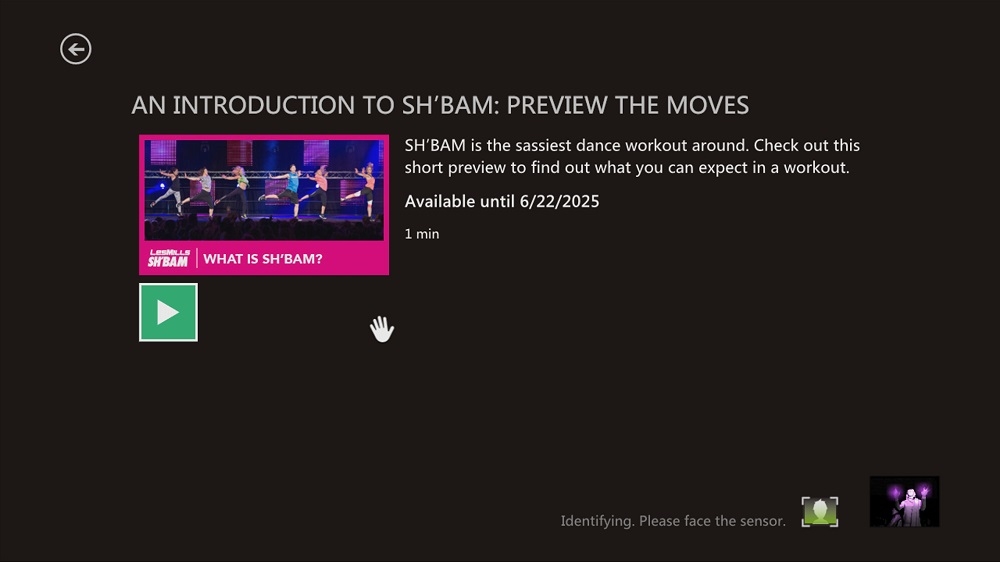 AN INTRODUCTION TO SH'BAM: PREVIEW THE MOVES
SH'BAM is the sassiest dance workout around. Check out this
short preview to find out what you can expect in a workout.
Available until 6/22/2025
1 min
LESMILLS
SH'BAM
WHAT IS SH'BAM?
Identifying. Please face the sensor.